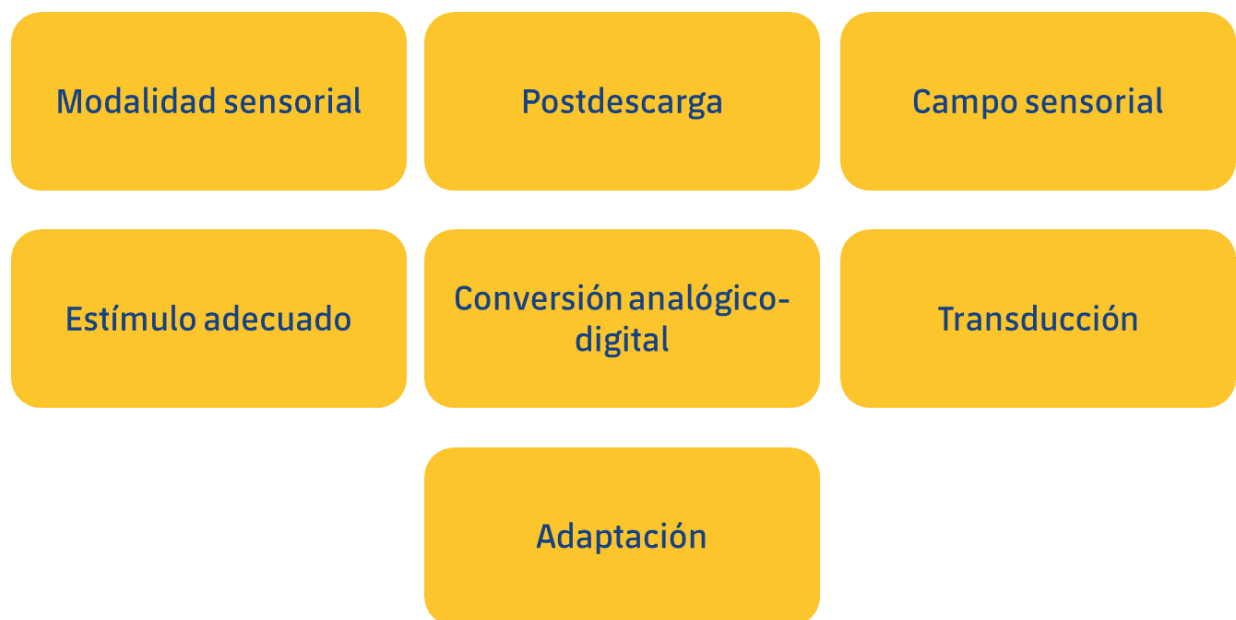 Modalidad sensorial
Postdescarga
Campo sensorial
Estímulo adecuado
Conversión analógico-
digital
Transducción
Adaptación